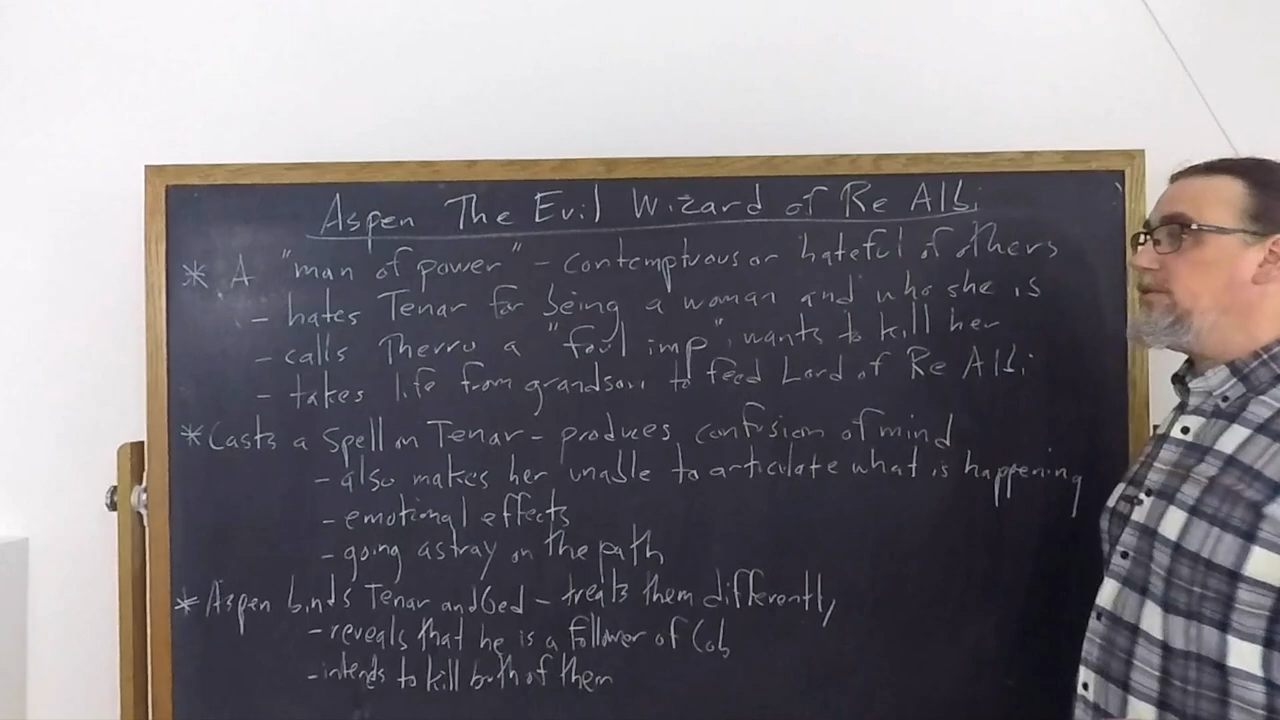 Aspen The Evil Wizard of Re Albi
* A "man of power" - contemptuous or hateful of others
- hates Tenar for being a woman and who she is
- calls Therru a "foul imp", wants to kill her
- takes life from grandson to feed Lord of Re Albi
* Casts a Spell on Tenar - produces confusion of mind
- also makes her unable to articulate what is happening
- emotional effects
- going astray on the path
* Aspen binds Tenar and Ged - treats them differently
- reveals that he is a follower of Cob
- intends to kill both of them